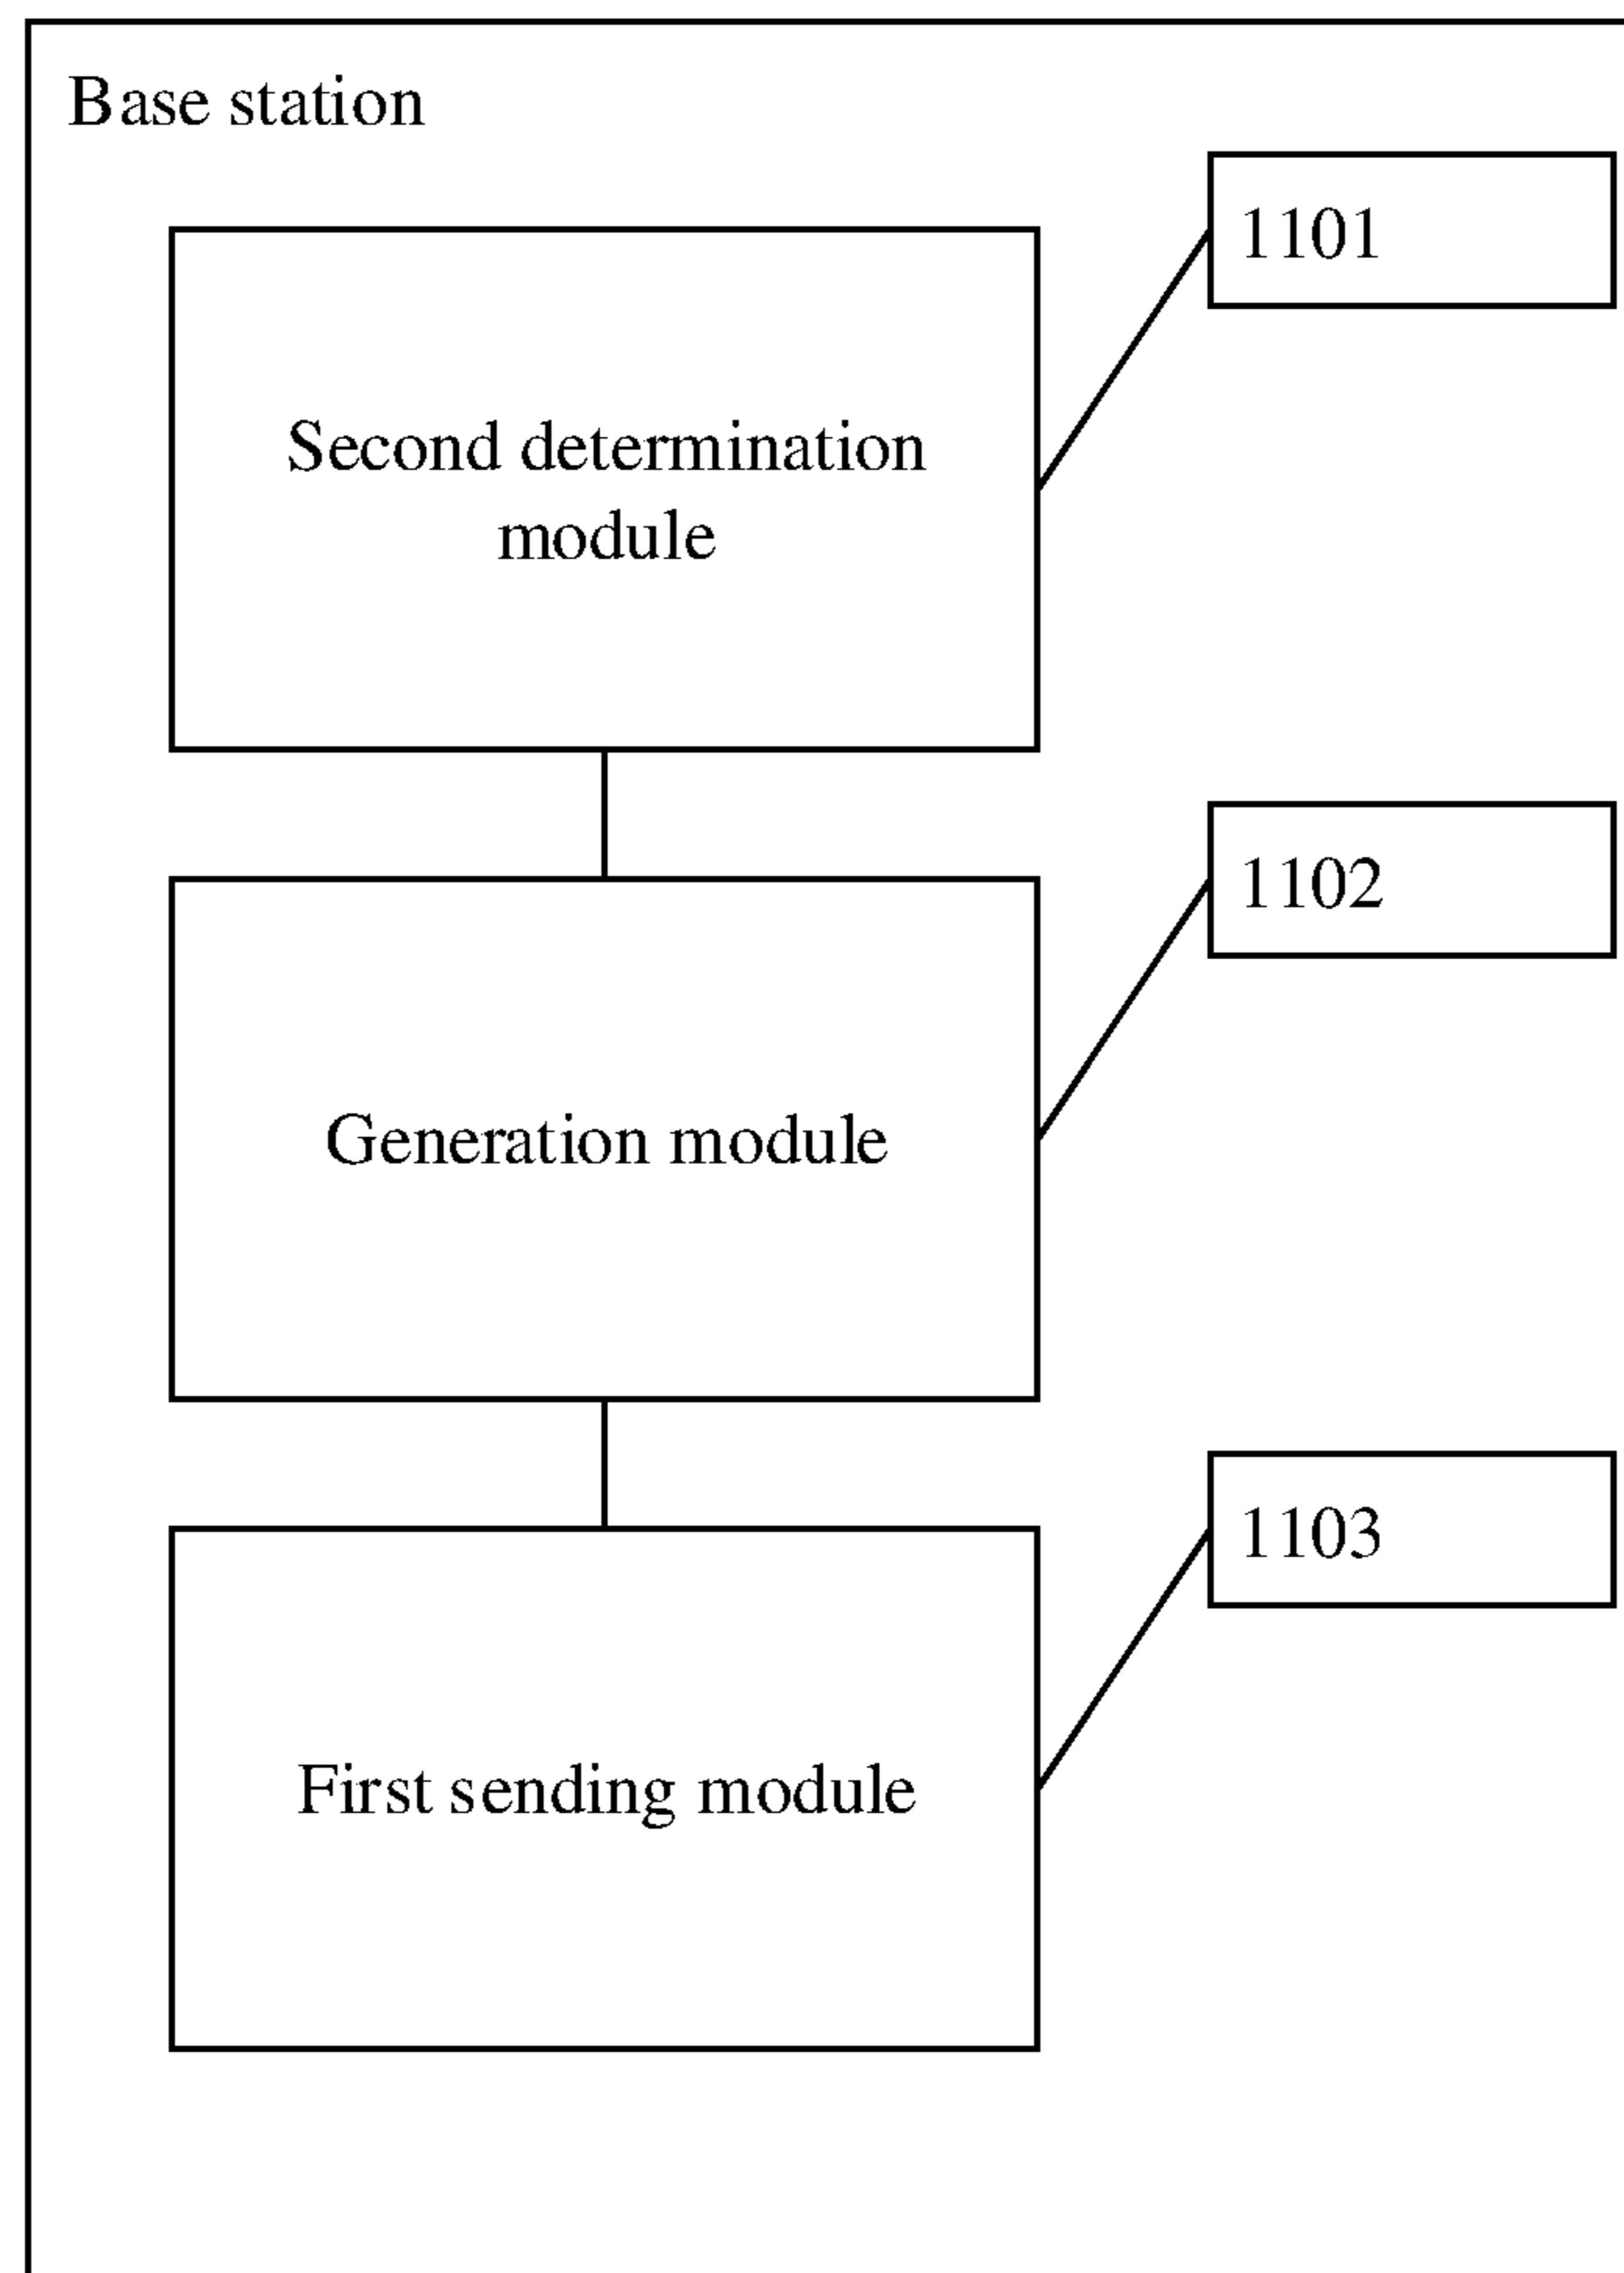 Base station
1101
Second determination
module
1102
Generation module
1103
First sending module